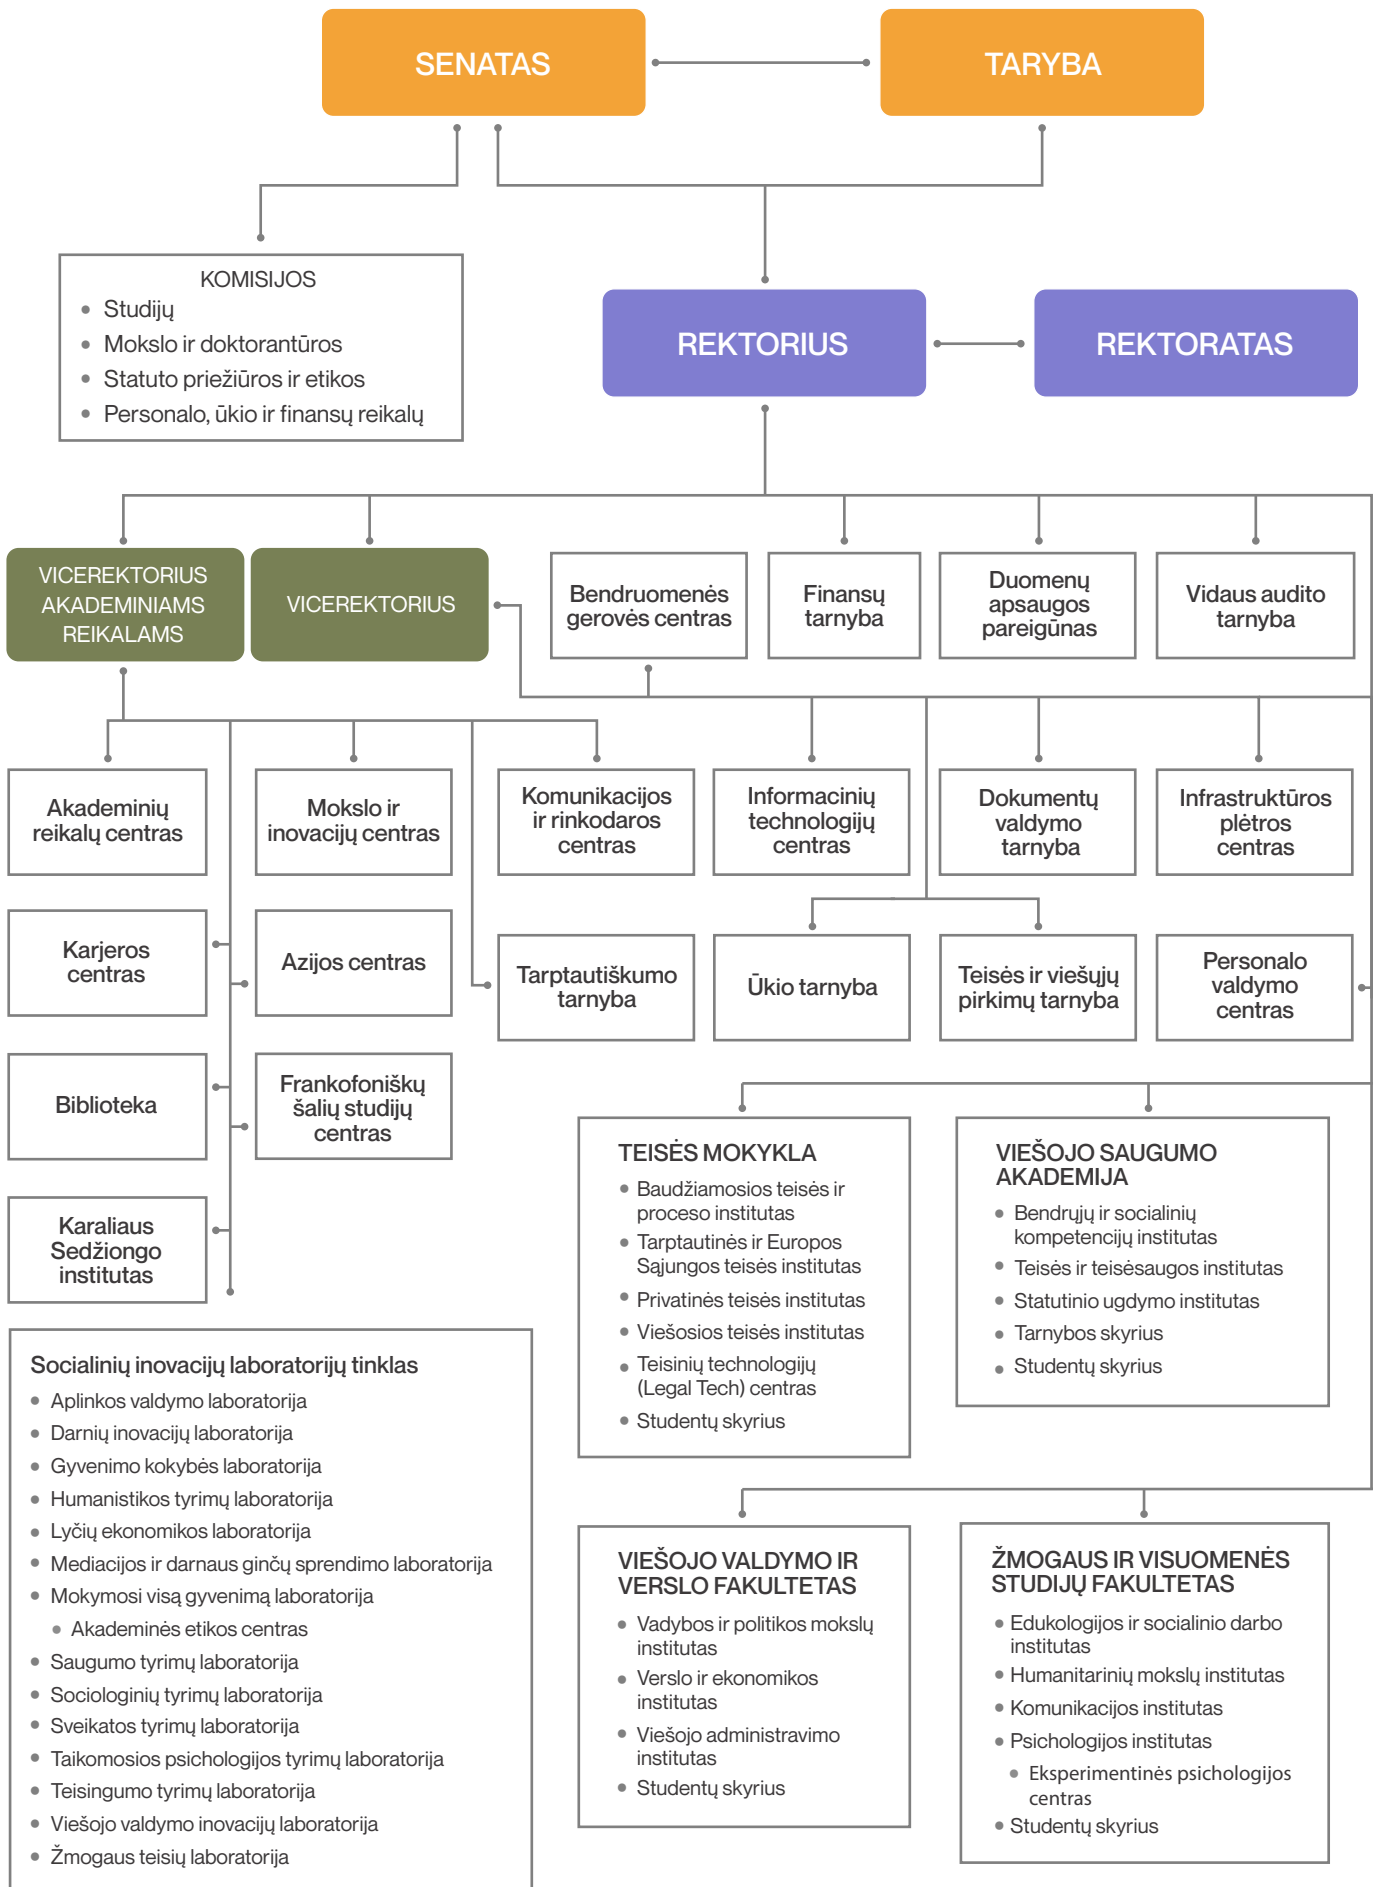 SENATAS
TARYBA
KOMISIJOS
Studijų
Mokslo ir doktorantūros
Statuto priežiūros ir etikos
Personalo, ūkio ir finansų reikalų
REKTORIUS
REKTORATAS
VICEREKTORIUS
AKADEMINIAMS
REIKALAMS
VICEREKTORIUS
Bendruomenės
gerovės centras
Finansų
tarnyba
Duomenų
apsaugos
pareigūnas
Vidaus audito
tarnyba
Akademinių
reikalų centras
Mokslo ir
inovacijų centras
Komunikacijos
ir rinkodaros
centras
Informacinių
technologijų
centras
Dokumentų
valdymo
tarnyba
Infrastruktūros
plėtros
centras
Karjeros
centras
Azijos centras
Tarptautiškumo
tarnyba
Ūkio tarnyba
Teisės ir viešųjų
pirkimų tarnyba
Personalo
valdymo
centras
Biblioteka
Frankofoniškų
šalių studijų
centras
Karaliaus
Sedžiongo
institutas
TEISĖS MOKYKLA
Baudžiamosios teisės ir
proceso institutas
Tarptautinės ir Europos
Sąjungos teisės institutas
Privatinės teisės institutas
Viešosios teisės institutas
Teisinių technologijų
(Legal Tech) centras
Studentų skyrius
VIEŠOJO SAUGUMO
AKADEMIJA
Bendrųjų ir socialinių
kompetencijų institutas
Teisės ir teisėsaugos institutas
Statutinio ugdymo institutas
Tarnybos skyrius
Studentų skyrius
Socialinių inovacijų laboratorijų tinklas
Aplinkos valdymo laboratorija
Darnių inovacijų laboratorija
Gyvenimo kokybės laboratorija
Humanistikos tyrimų laboratorija
Lyčių ekonomikos laboratorija
Mediacijos ir darnaus ginčų sprendimo laboratorija
Mokymosi visą gyvenimą laboratorija
Akademinės etikos centras
Saugumo tyrimų laboratorija
Sociologinių tyrimų laboratorija
Sveikatos tyrimų laboratorija
Taikomosios psichologijos tyrimų laboratorija
Teisingumo tyrimų laboratorija
Viešojo valdymo inovacijų laboratorija
Žmogaus teisių laboratorija
VIEŠOJO VALDYMO IR
VERSLO FAKULTETAS
Vadybos ir politikos mokslų
institutas
Verslo ir ekonomikos
institutas
Viešojo administravimo
institutas
Studentų skyrius
ŽMOGAUS IR VISUOMENĖS
STUDIJŲ FAKULTETAS
Edukologijos ir socialinio darbo
institutas
Humanitarinių mokslų institutas
Komunikacijos institutas
Psichologijos institutas
Eksperimentinės psichologijos
centras
Studentų skyrius